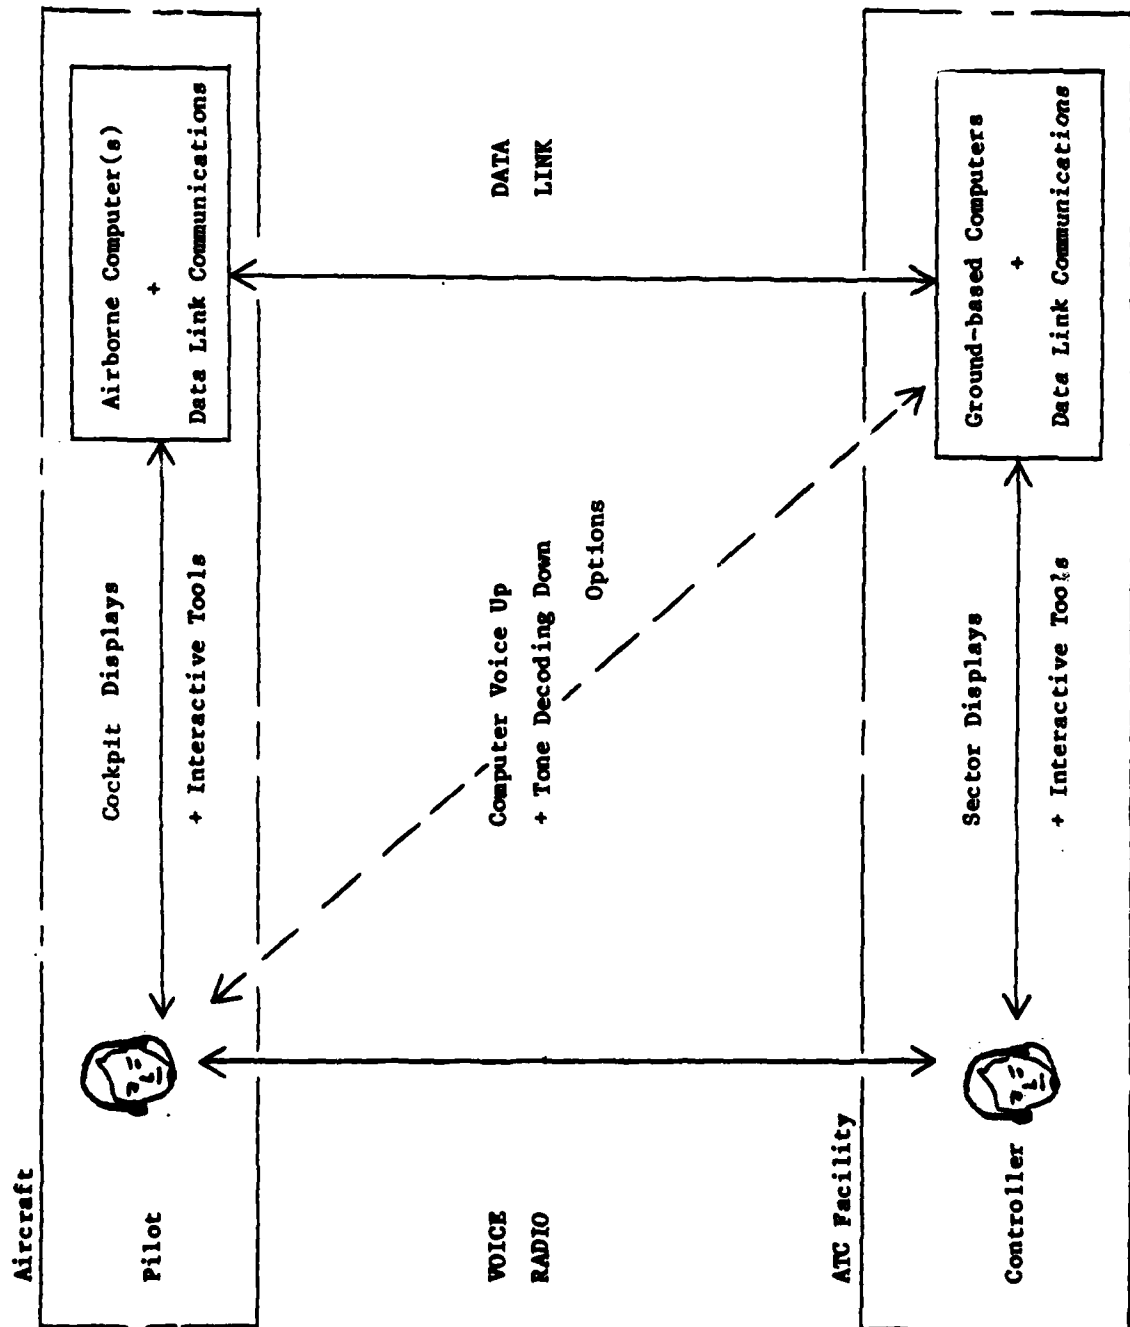 Aircraft
Pilot
Cockpit Displays
+ Interactive Tools
Airborne Computer(s)
+
Data Link Communications
VOICE
RADIO
Computer Voice Up
+ Tone Decoding Down
Options
DATA
LINK
ATC Facility
Controller
Sector Displays
+ Interactive Tools
Ground-based Computers
+
Data Link Communications